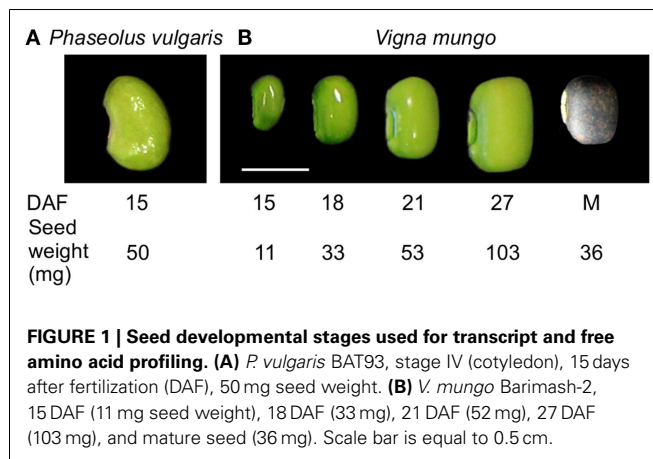 A Phaseolus vulgaris B Vigna mungo
DAF 15 15 18 21 27 M
Seed
weight
(mg) 50 11 33 53 103 36
FIGURE 1 | Seed developmental stages used for transcript and free
amino acid profiling. (A) P. vulgaris BAT93, stage IV (cotyledon), 15 days
after fertilization (DAF), 50 mg seed weight. (B) V. mungo Barimash-2,
15 DAF (11 mg seed weight), 18 DAF (33 mg), 21 DAF (52 mg), 27 DAF
(103 mg), and mature seed (36 mg). Scale bar is equal to 0.5 cm.